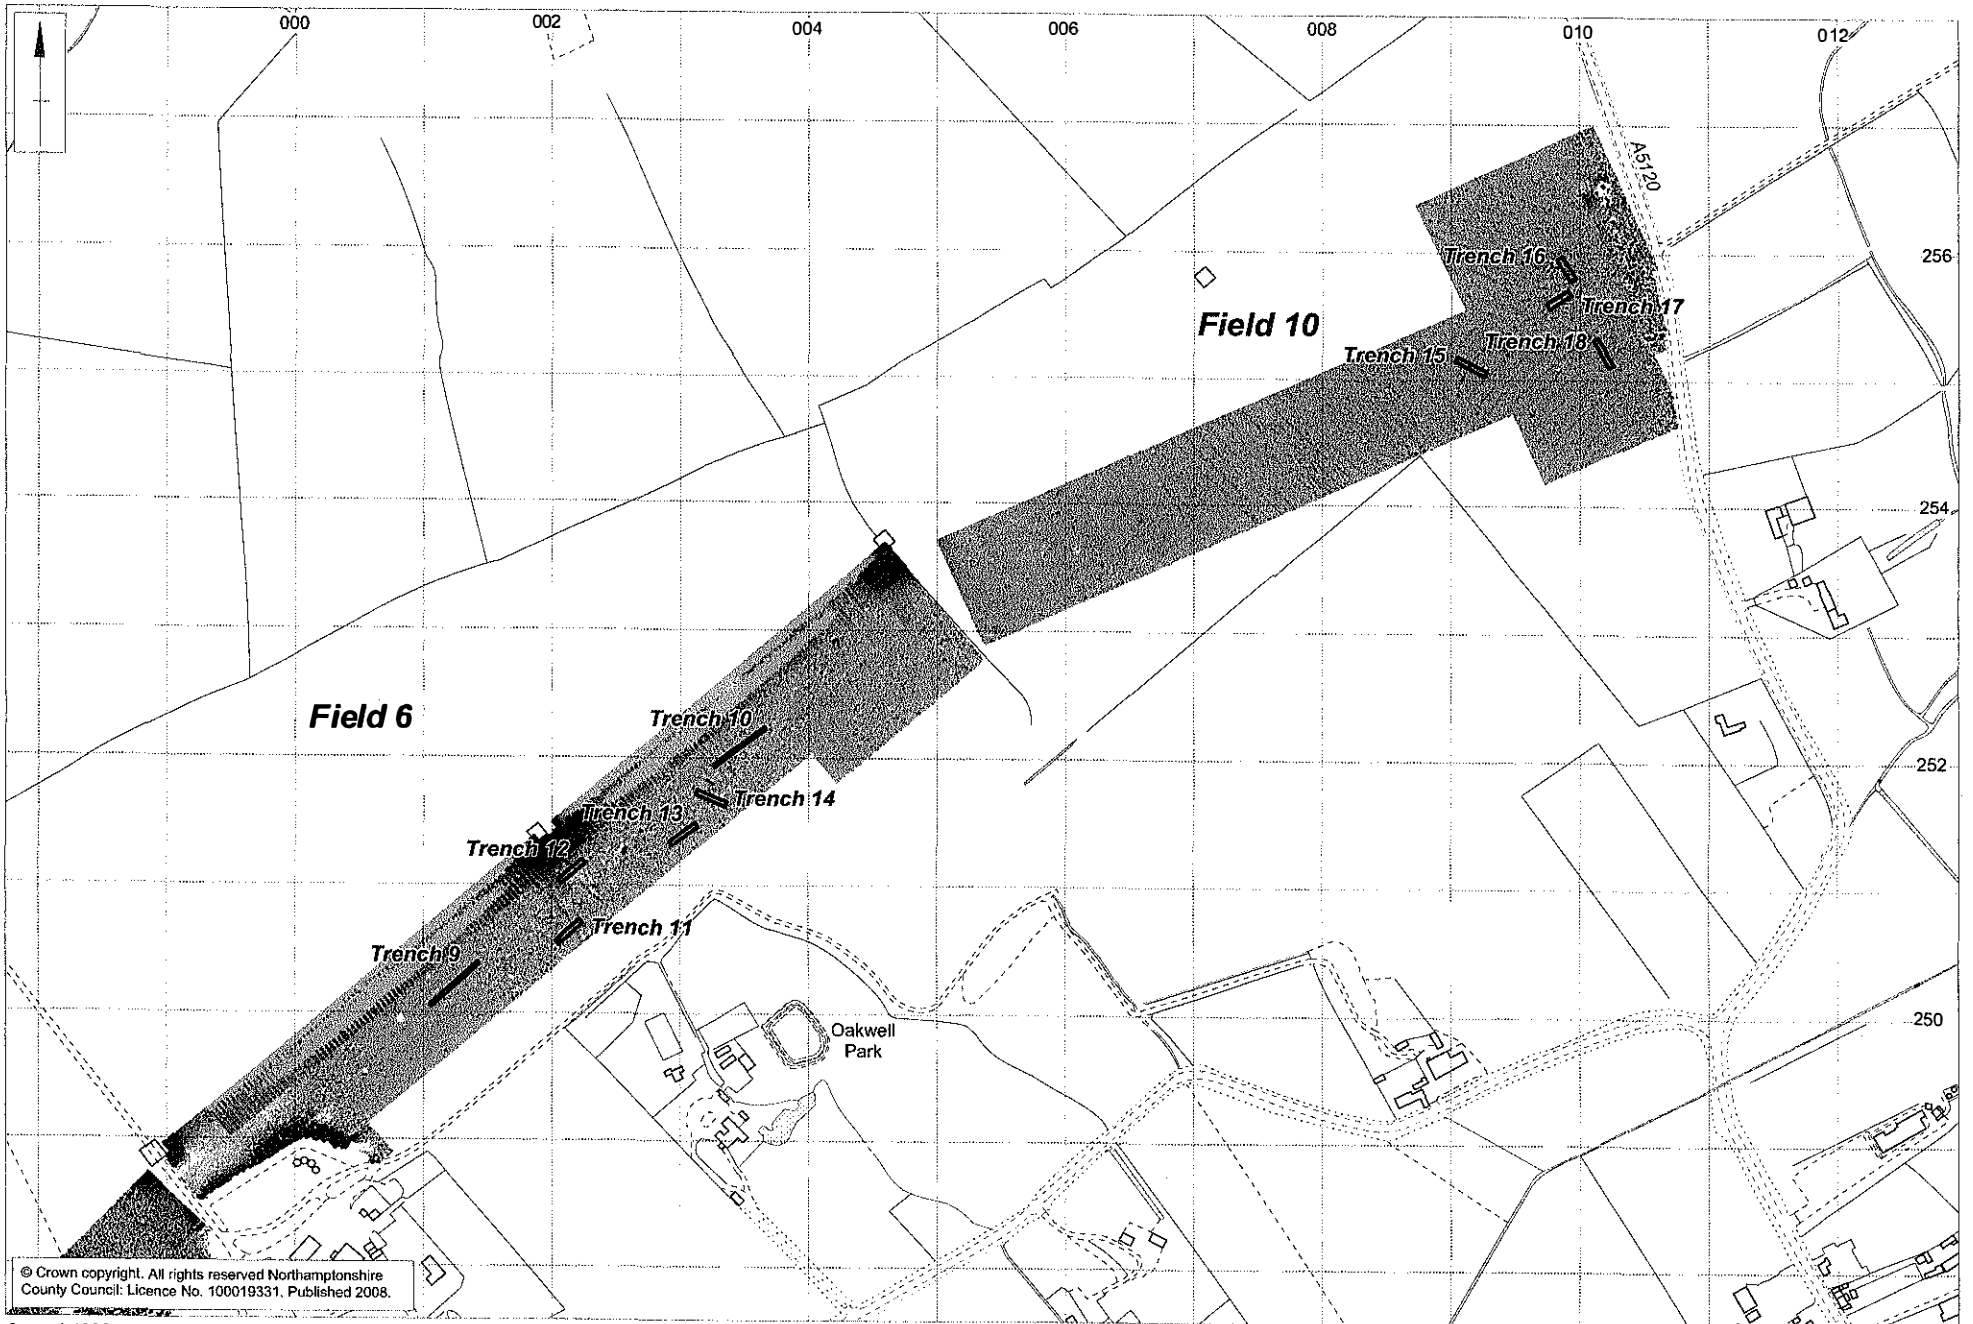 000
002
004
006
008
010
012
A5120
256
Trench 16
Trench 17
Field 10
Trench 18
Trench 15
254
Field 6
Trench 10
252
Trench 14
Trench 13
Trench 12
Trench 11
Trench 9
250
Oakwell
Park
© Crown copyright. All rights reserved Northamptonshire
County Council: Licence No. 100019331. Published 2008.